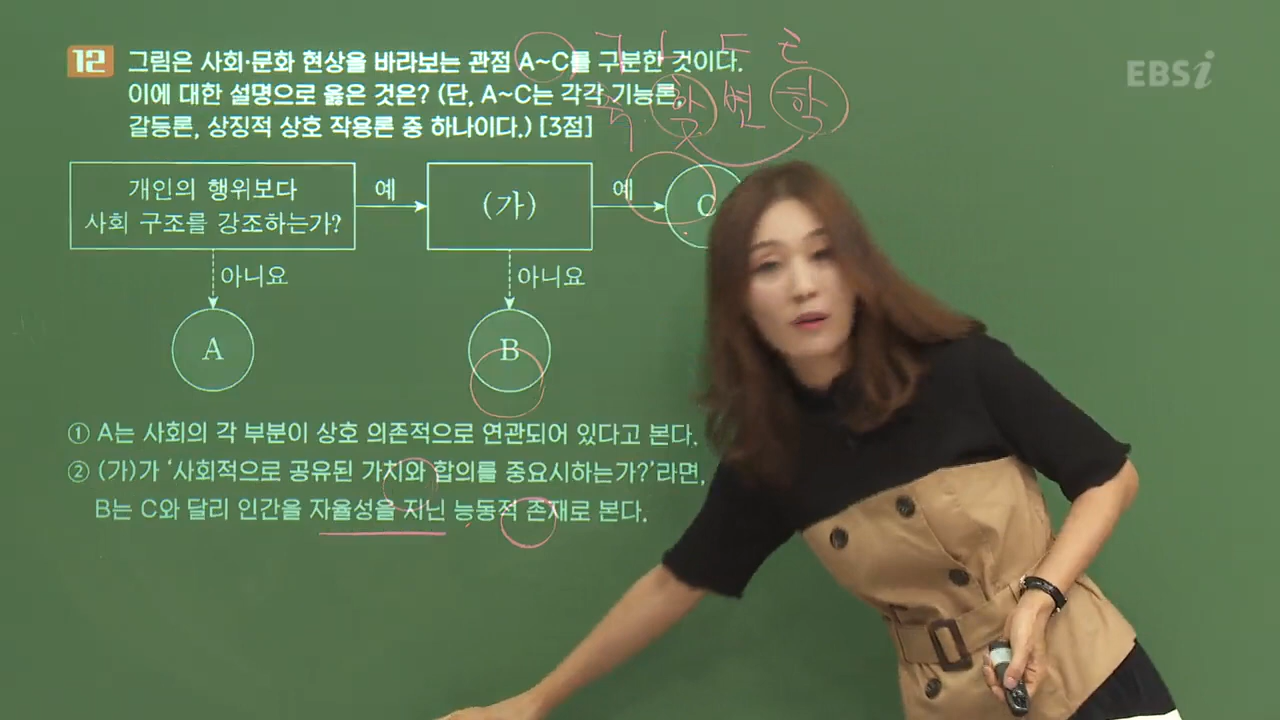 12 그림은 사회·문화 현상을 바라보는 관점 A~C를 구분한 것이다.
이에 대한 설명으로 옳은 것은? (단, A~C는 각각 기능론,
갈등론, 상징적 상호 작용론 중 하나이다.) [3점]
EBSi
변 학
개인의 행위보다
사회 구조를 강조하는가?
예
(가)
예
C
아니요
아니요
A
B
① A는 사회의 각 부분이 상호 의존적으로 연관되어 있다고 본다.
② (가)가 '사회적으로 공유된 가치와 합의를 중요시하는가?'라면,
B는 C와 달리 인간을 자율성을 지닌 능동적 존재로 본다.